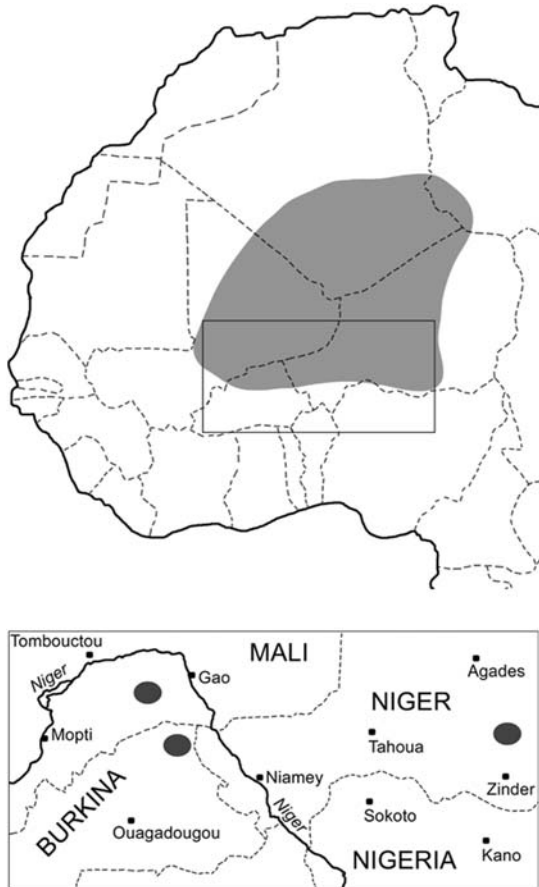 Tombouctou
Niger
Gao
MALI
Agades
NIGER
Mopti
Tahoua
Niamey
Zinder
BURKINA
Sokoto
Niger
Ouagadougou
Kano
NIGERIA